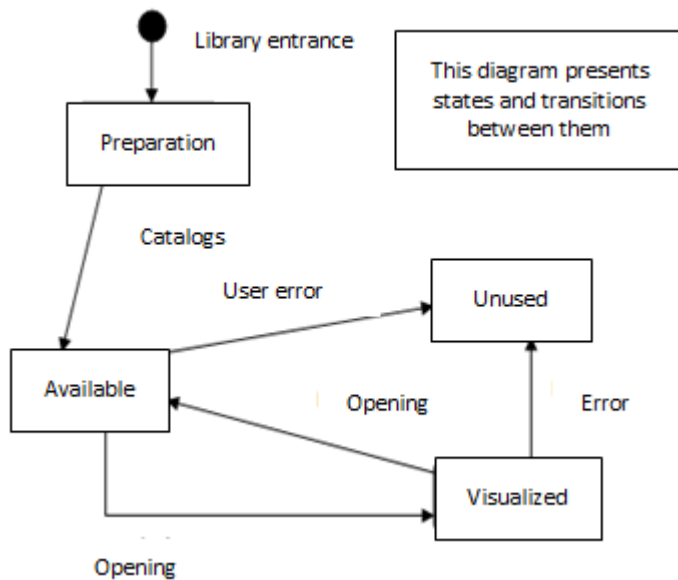 Library entrance
This diagram presents
states and transitions
between them
Preparation
Catalogs
User error
Unused
Available
Opening
Error
Visualized
Opening